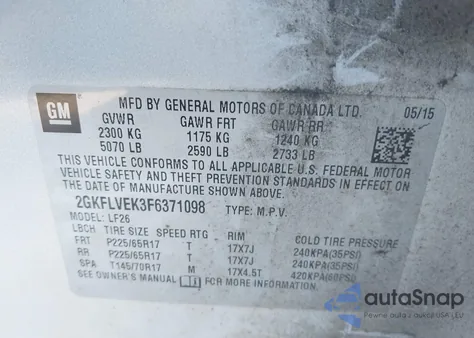 GM
MFD BY GENERAL MOTORS OF CANADA LTD. 05/15
GVWR GAWR FRT GAWR RR
2300 KG 1175 KG 1240 KG
5070 LB 2590 LB 2733 LB
THIS VEHICLE CONFORMS TO ALL APPLICABLE U.S. FEDERAL MOTOR
VEHICLE SAFETY AND THEFT PREVENTION STANDARDS IN EFFECT ON
THE DATE OF MANUFACTURE SHOWN ABOVE.
2GKFLVEK3F6371098 TYPE: M.P.V.
MODEL: LF26
LBCH TIRE SIZE SPEED RTG RIM COLD TIRE PRESSURE
FRT P225/65R17 T 17X7J 240KPA(35PSI)
RR P225/65R17 T 17X7J 240KPA(35PSI)
SPA T145/70R17 M 17X4.5T 420KPA(60PSI)
SEE OWNER'S MANUAL FOR MORE INFORMATION.
autaSnap
Pewne auto z